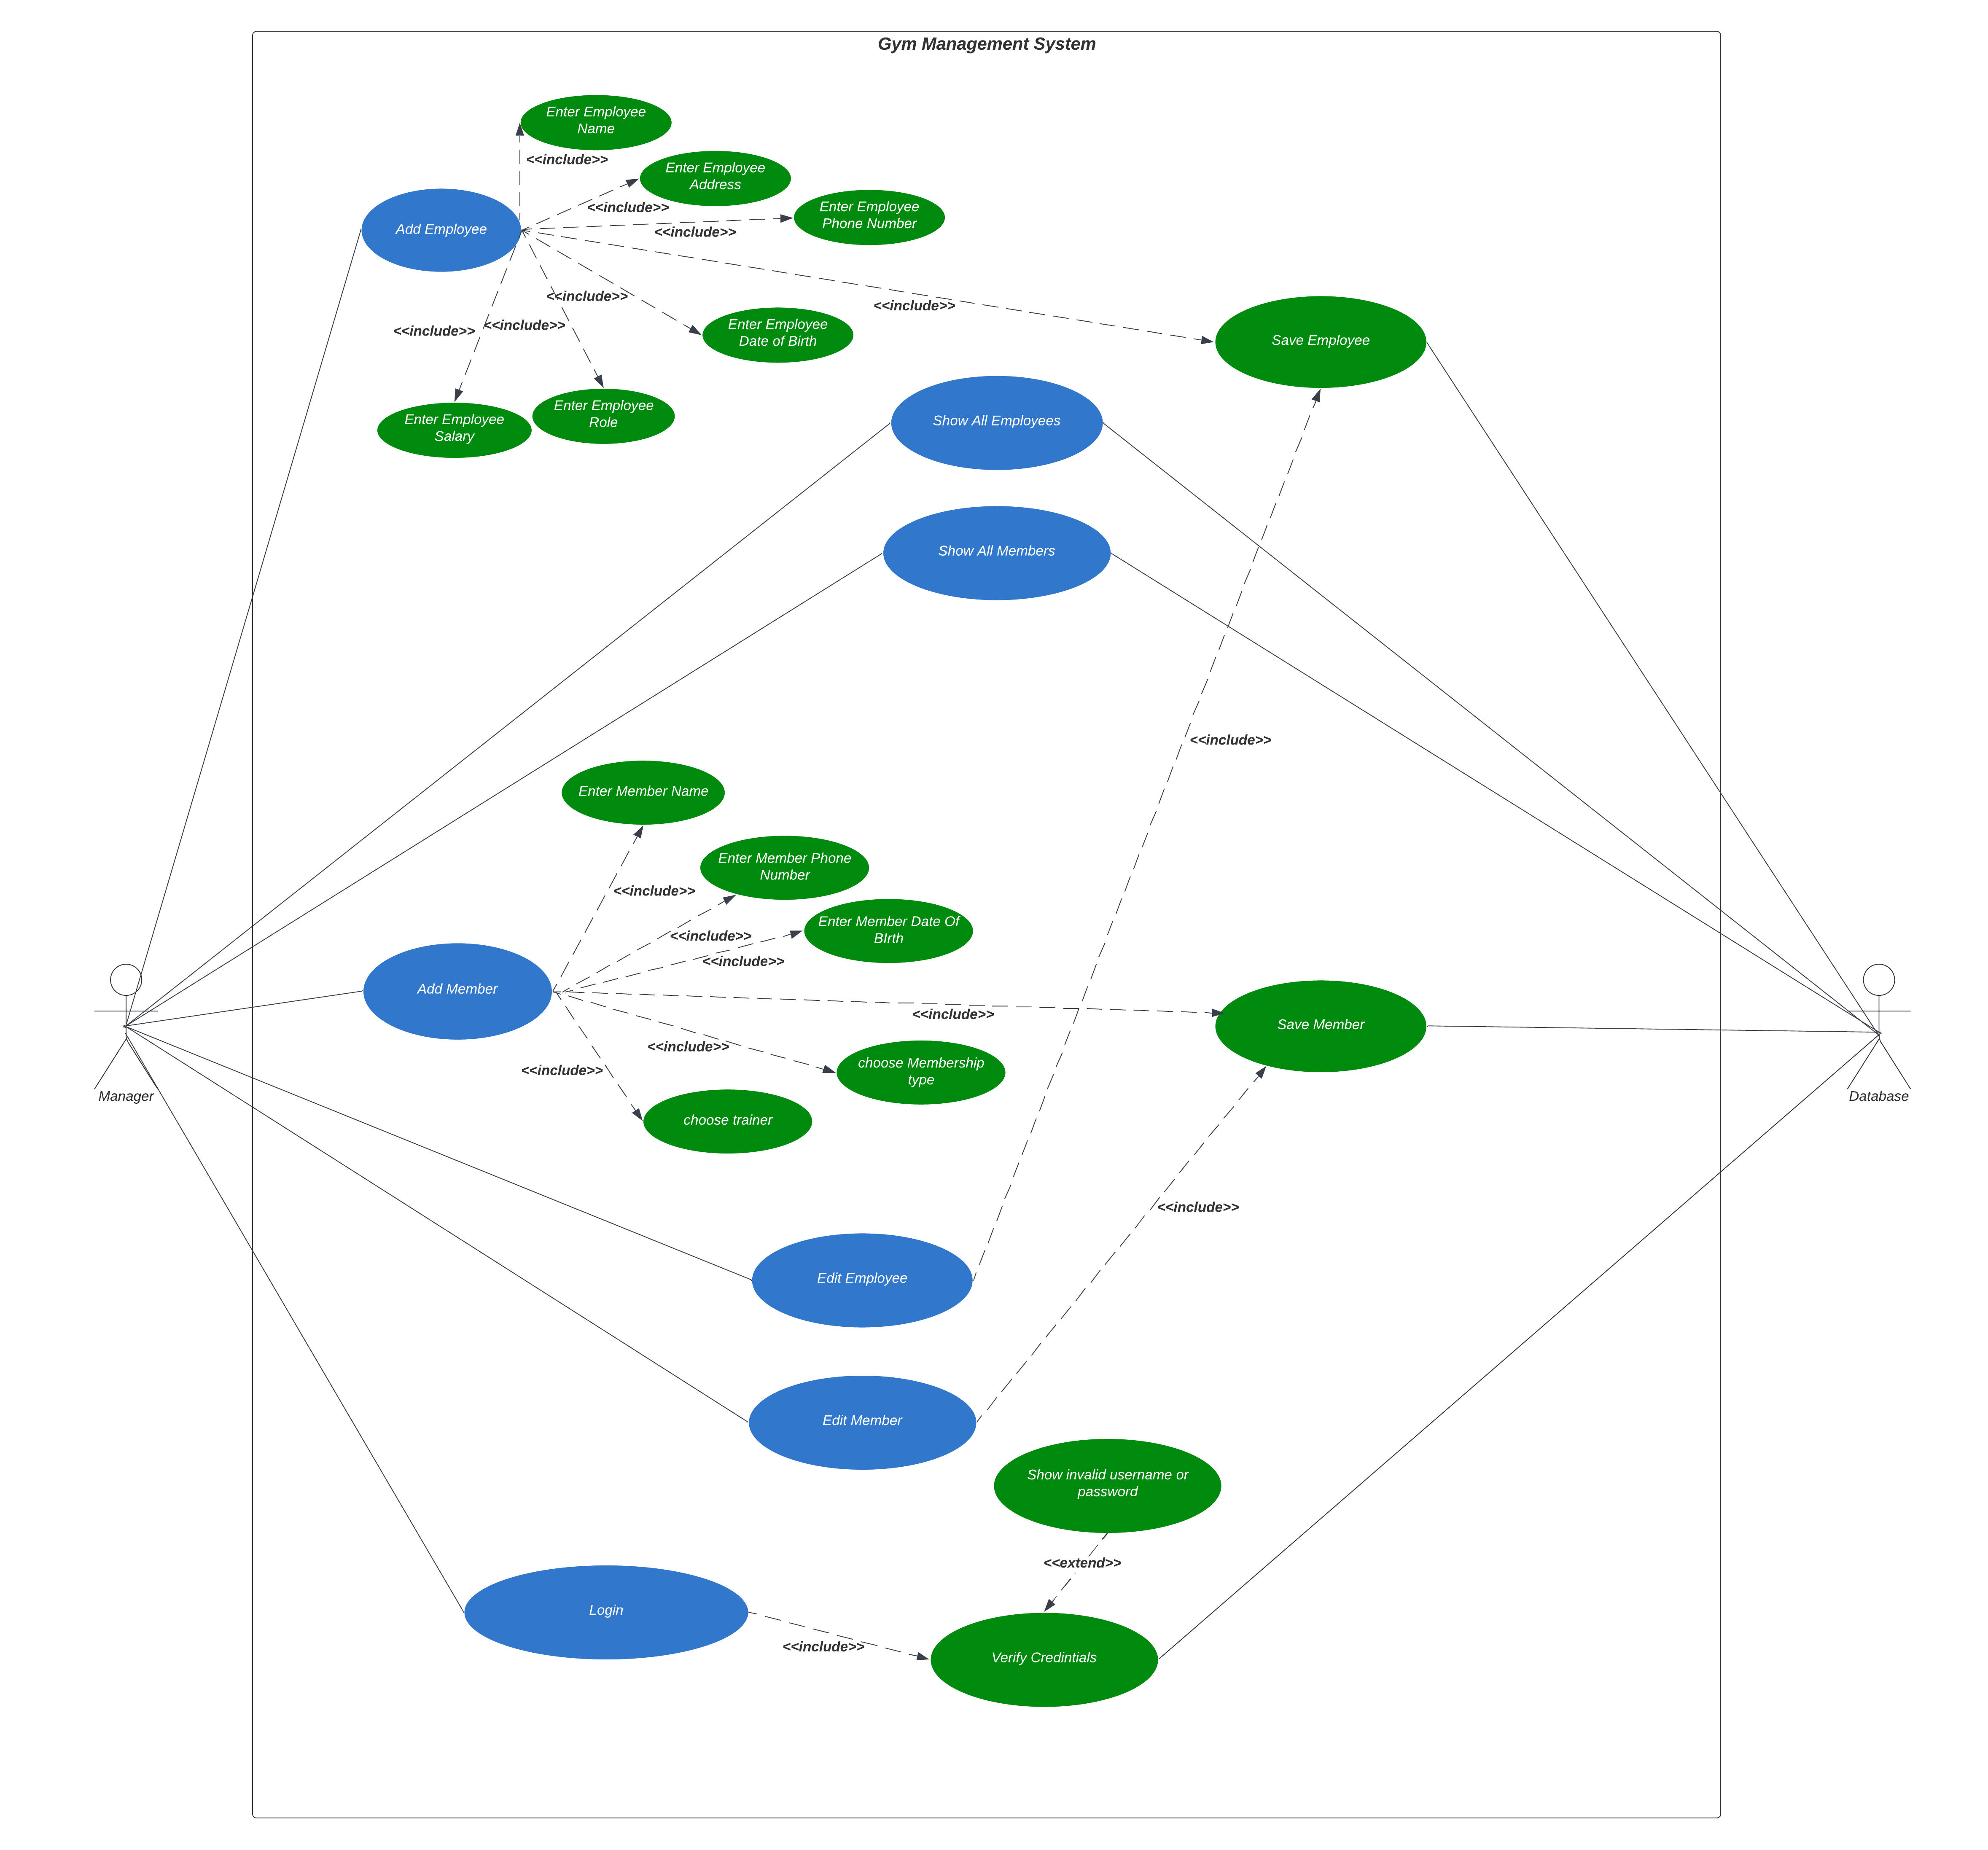 Gym Management System
Enter Employee
Name
<<include>>
Enter Employee
Address
<<include>>
Enter Employee
Phone Number
<<include>>
Add Employee
<<include>>
<<include>>
<<include>>
<<include>>
Enter Employee
Date of Birth
Save Employee
Enter Employee
Salary
Enter Employee
Role
Show All Employees
Show All Members
<<include>>
Enter Member Name
Enter Member Phone
Number
<<include>>
Enter Member Date Of
BIrth
<<include>>
<<include>>
Add Member
<<include>>
Save Member
<<include>>
choose Membership
type
<<include>>
choose trainer
Manager
Database
<<include>>
Edit Employee
Edit Member
Show invalid username or
password
<<extend>>
Login
<<include>>
Verify Credintials